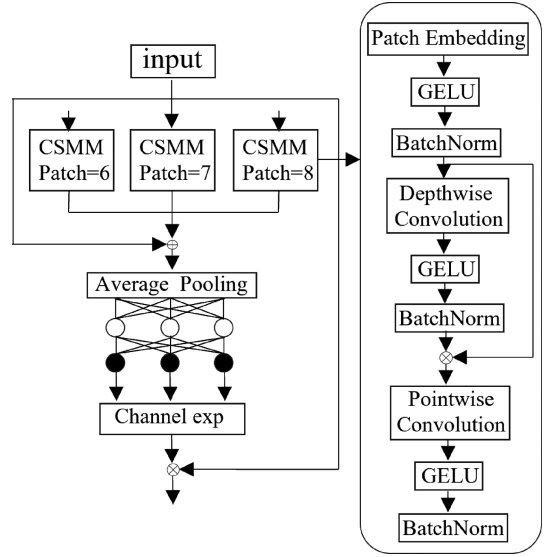 input
CSMM
Patch=6
CSMM
Patch=7
CSMM
Patch=8
Average Pooling
Channel exp
Patch Embedding
GELU
BatchNorm
Depthwise
Convolution
GELU
BatchNorm
Pointwise
Convolution
GELU
BatchNorm